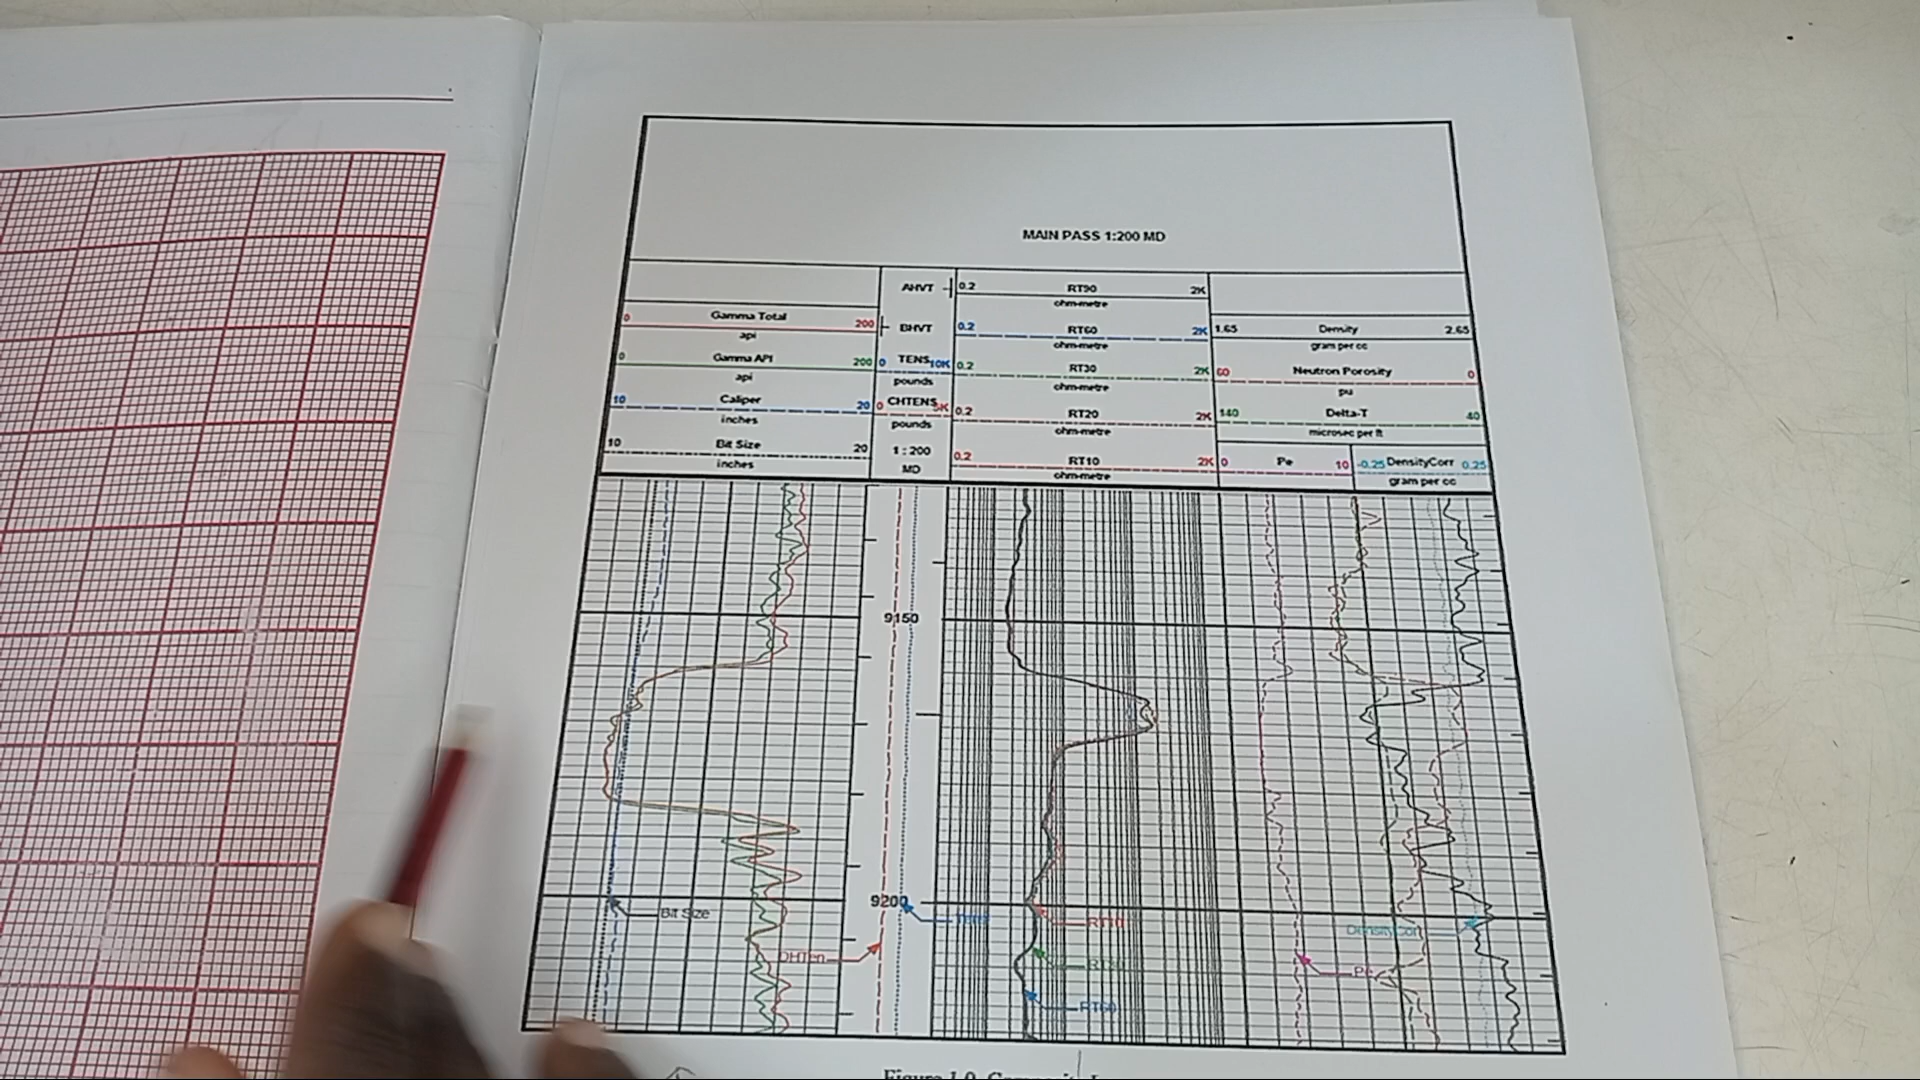 MAIN PASS 1:200 MD
AHVT
0.2 RT90 2K
ohm-metre
0 Gamma Total 200
api
BHVT
0.2 RT60 2K
ohm-metre
1.65 Density 2.65
gram per cc
0 Gamma API 200
api
0 TENS 10K
pounds
0.2 RT30 2K
ohm-metre
60 Neutron Porosity 0
pu
10 Caliper 20
inches
0 CHTENS 5K
pounds
0.2 RT20 2K
ohm-metre
140 Delta-T 40
microsec per ft
10 Bit Size 20
inches
1 : 200
MD
0.2 RT10 2K
ohm-metre
0 Pe 10
-0.25 DensityCorr 0.25
gram per cc
9150
9200
Bit Size
RT10
DensityCorr
RT60